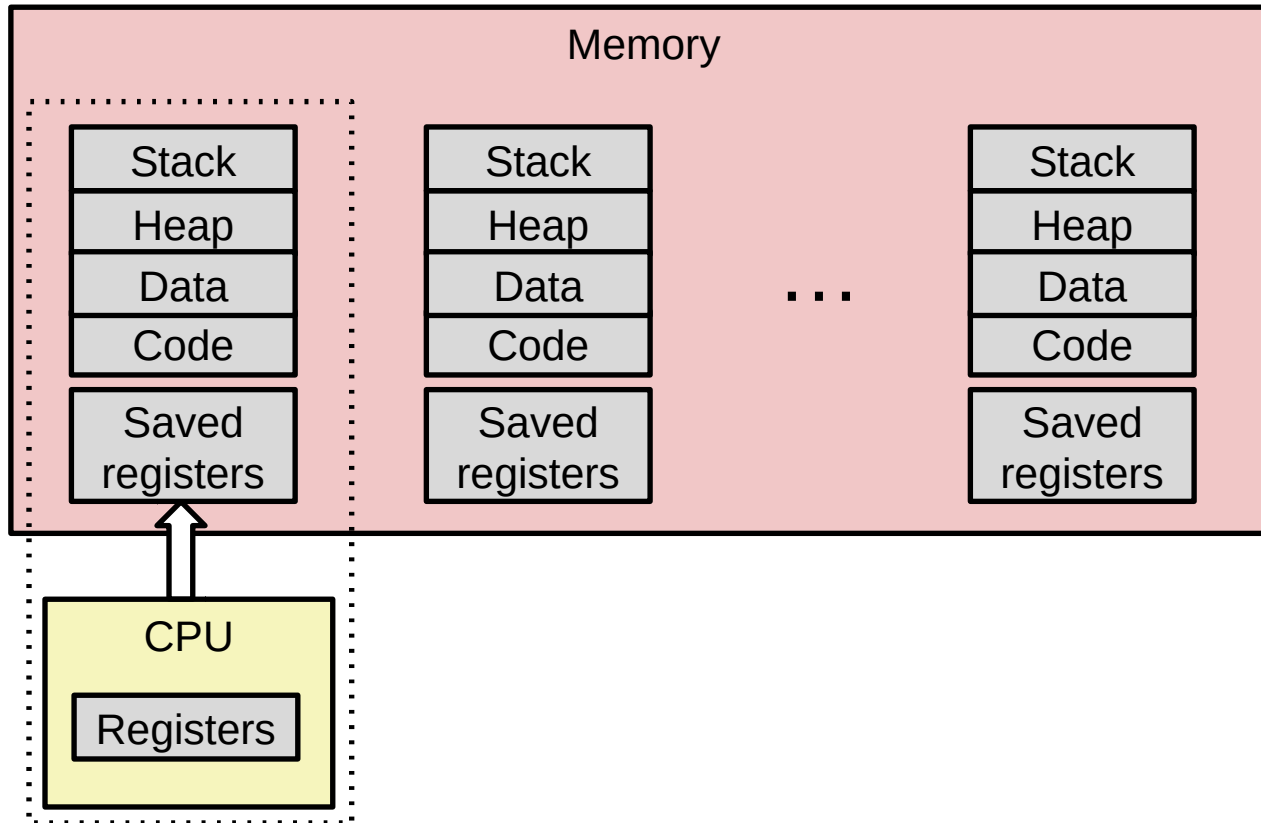 Memory
Stack
Heap
Data
Code
Saved
registers
Stack
Heap
Data
Code
Saved
registers
...
Stack
Heap
Data
Code
Saved
registers
CPU
Registers